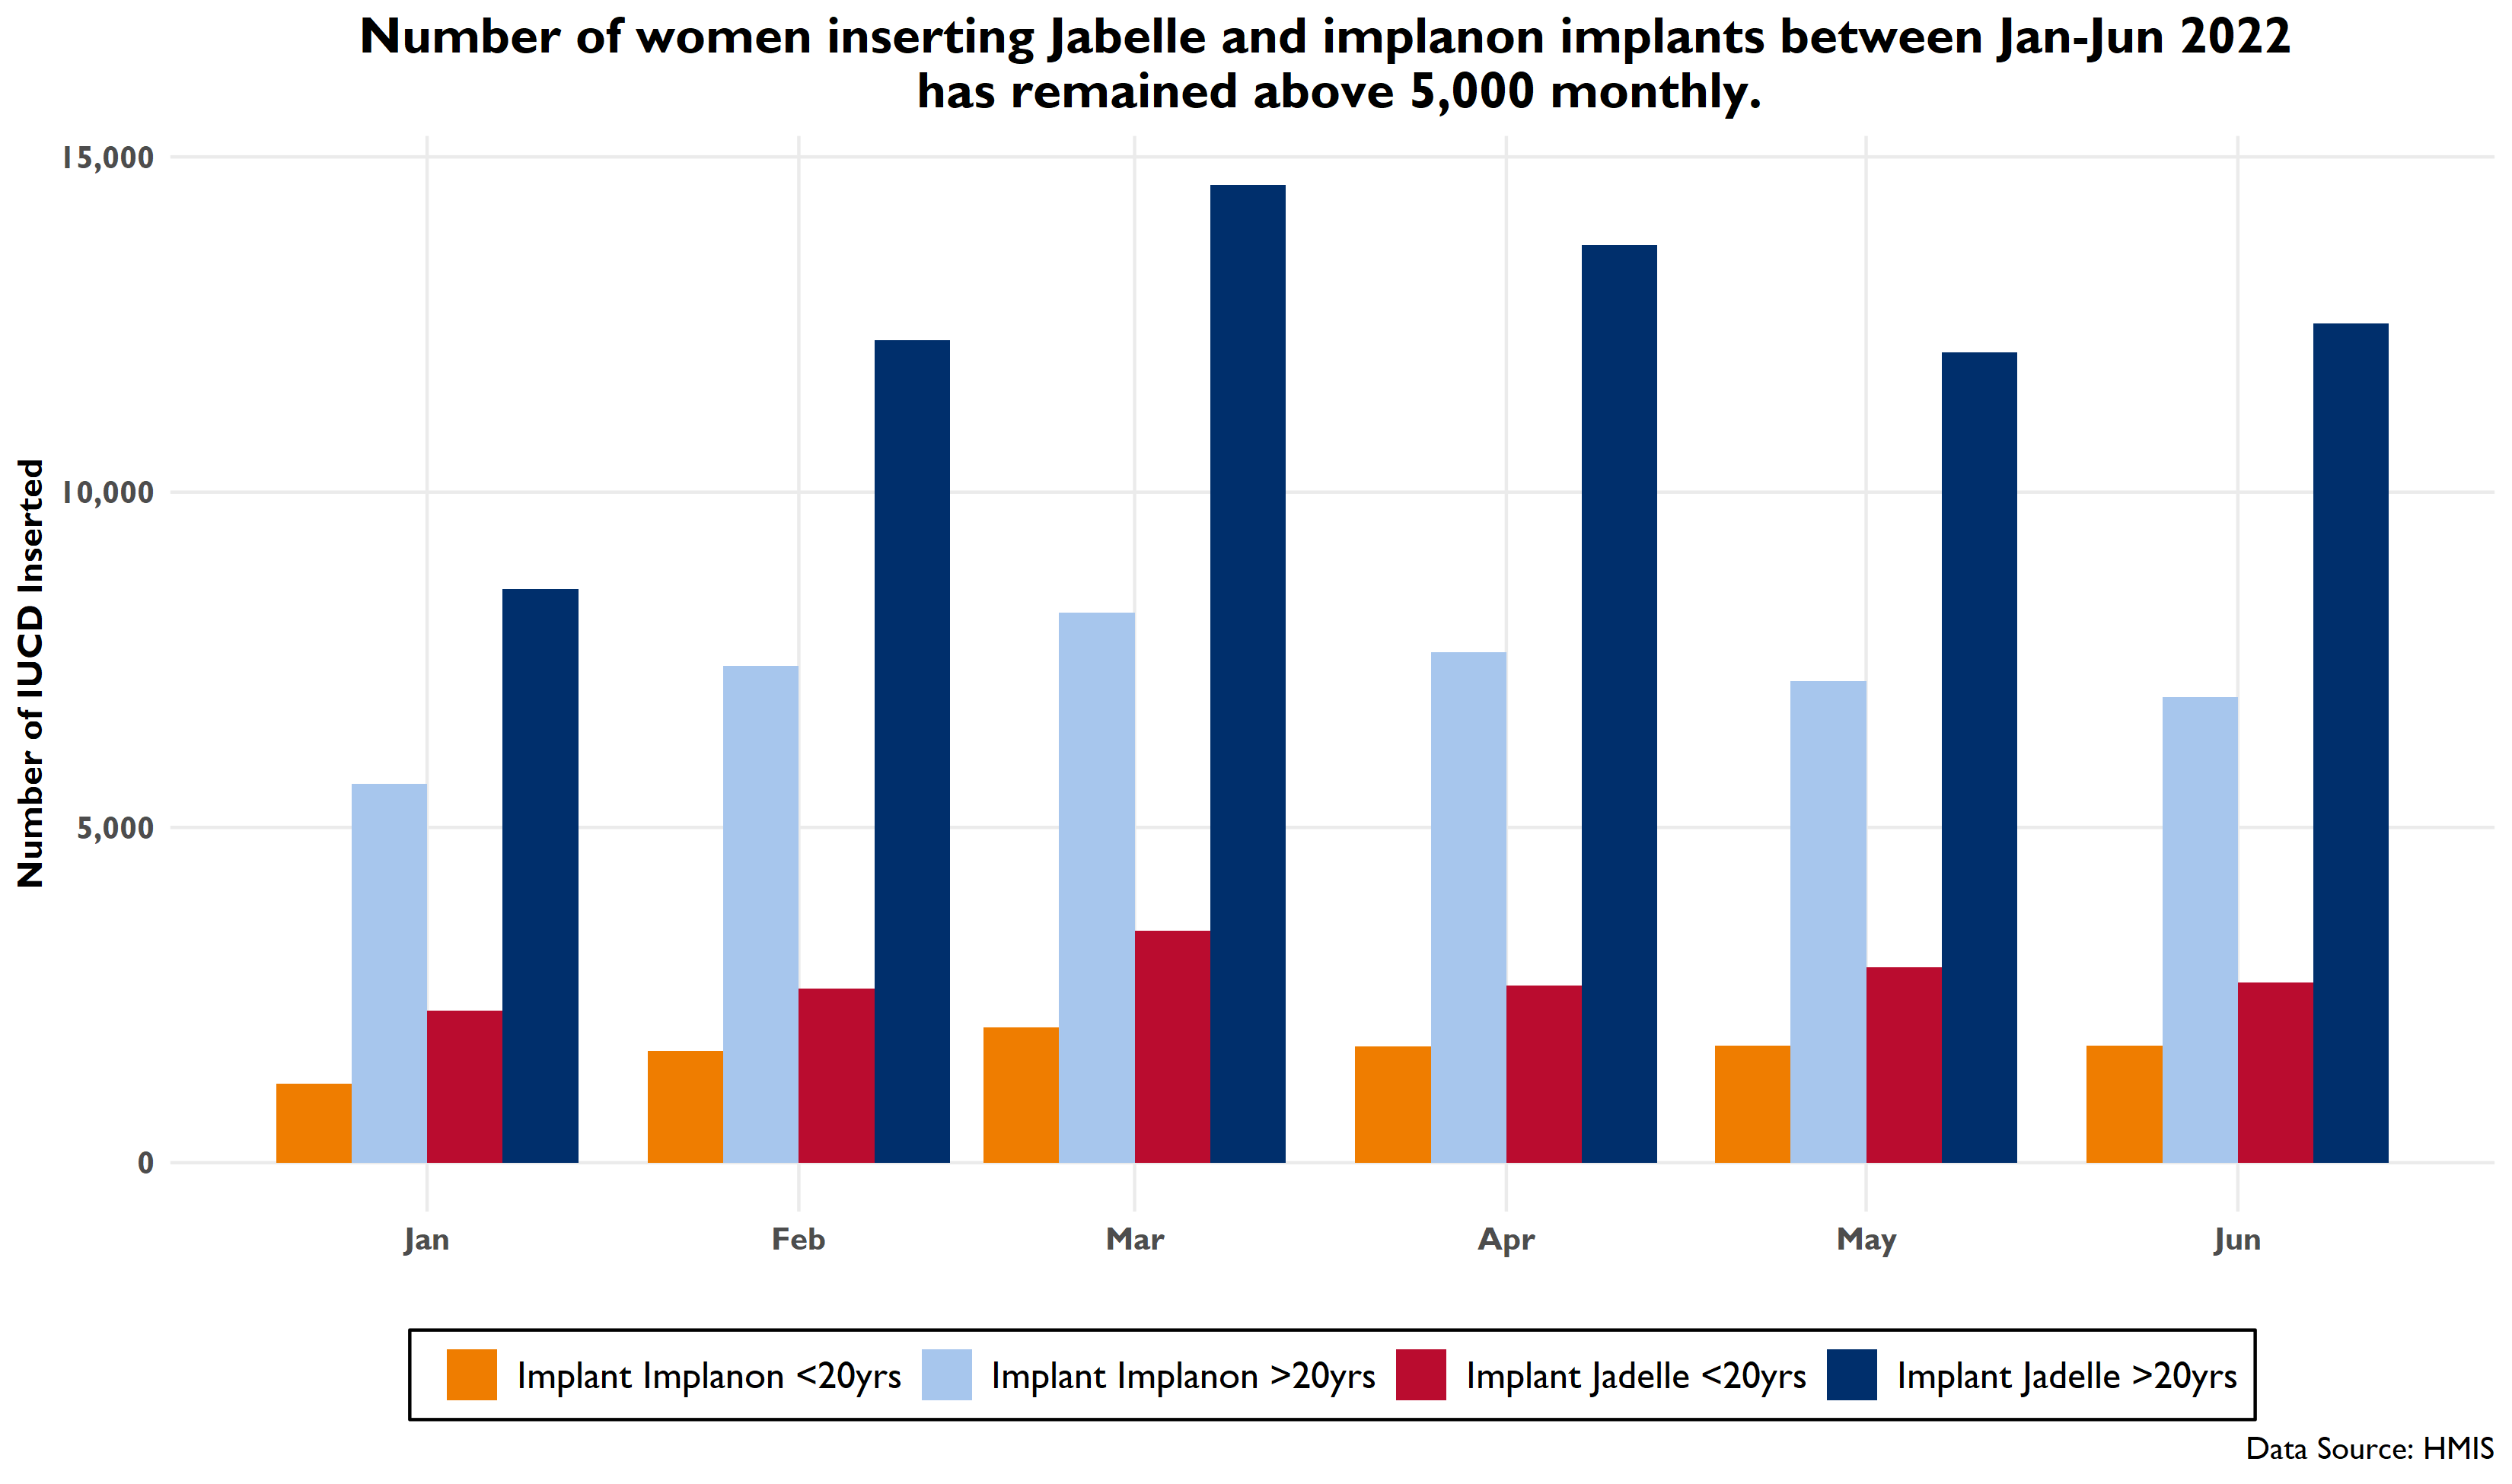 Number of women inserting Jabelle and implanon implants between Jan-Jun 2022
has remained above 5,000 monthly.
Number of IUCD Inserted
15,000
10,000
5,000
0
Jan Feb Mar Apr May Jun
Implant Implanon <20yrs Implant Implanon >20yrs Implant Jadelle <20yrs Implant Jadelle >20yrs
Data Source: HMIS